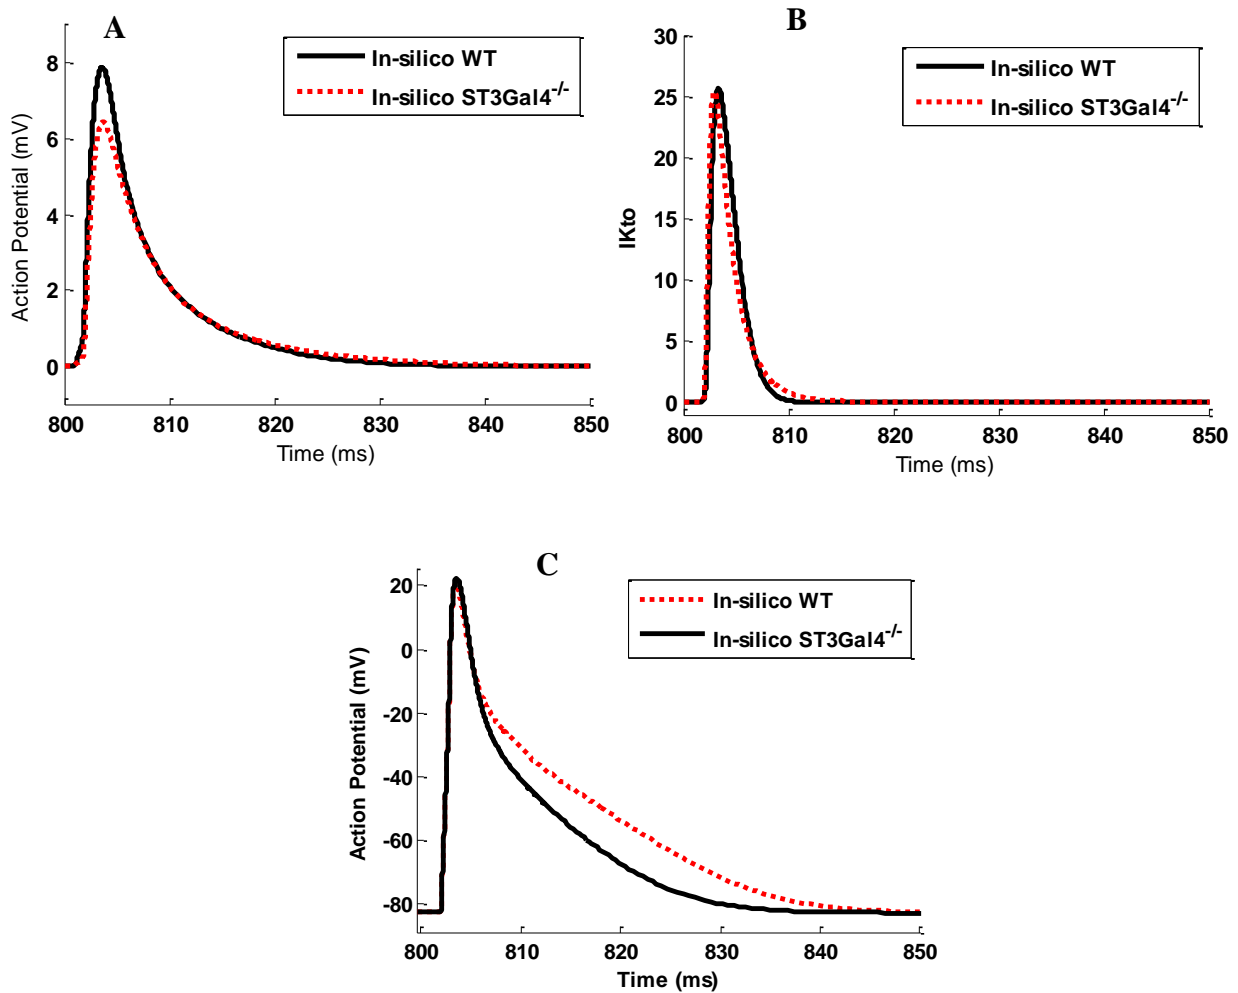 A
In-silico WT
In-silico ST3Gal4-/-
Action Potential (mV)
8
6
4
2
0
800 810 820 830 840 850
Time (ms)
B
In-silico WT
In-silico ST3Gal4-/-
IKto
30
25
20
15
10
5
0
800 810 820 830 840 850
Time (ms)
C
In-silico WT
In-silico ST3Gal4-/-
Action Potential (mV)
20
0
-20
-40
-60
-80
800 810 820 830 840 850
Time (ms)